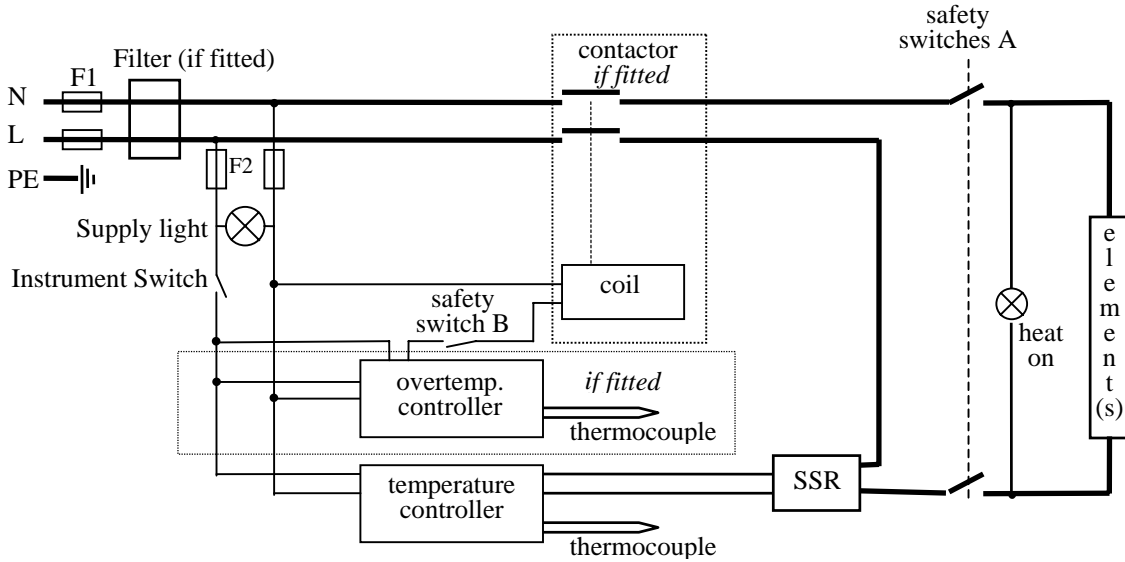 safety
switches A
contactor
if fitted
Filter (if fitted)
F1
N
L
F2
PE
Supply light
Instrument Switch
coil
safety
switch B
heat
on
element(s)
overtemp.
controller
if fitted
thermocouple
temperature
controller
SSR
thermocouple